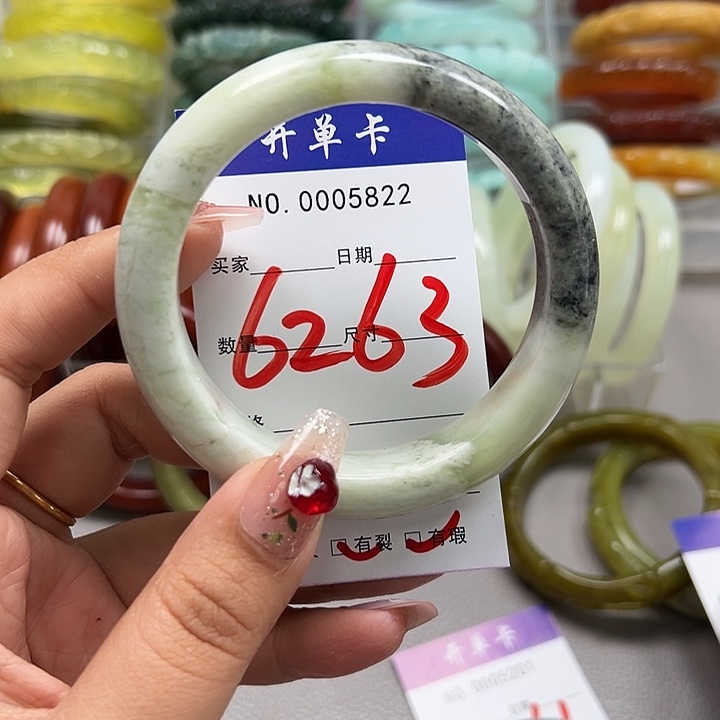 开单卡
NO. 0005822
买家 日期
6263
数量 尺寸
□有裂 □有瑕
开单卡